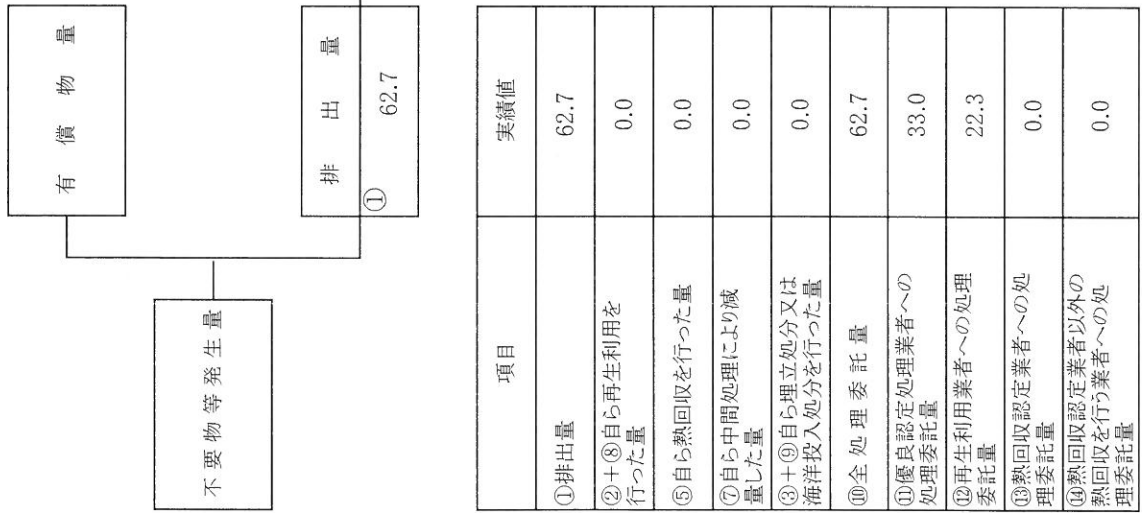 有償物量
不要物等発生量
排出量
①
62.7
項目
実績値
①排出量
62.7
②+⑧自ら再生利用を
行った量
0.0
⑤自ら熱回収を行った量
0.0
⑦自ら中間処理により減
量した量
0.0
③+⑨自ら埋立処分又は
海洋投入処分を行った量
0.0
⑩全処理委託量
62.7
⑪優良認定処理業者への
処理委託量
33.0
⑫再生利用業者への処理
委託量
22.3
⑬熱回収認定業者への処
理委託量
0.0
⑭熱回収認定業者以外の
熱回収を行う業者への処
理委託量
0.0